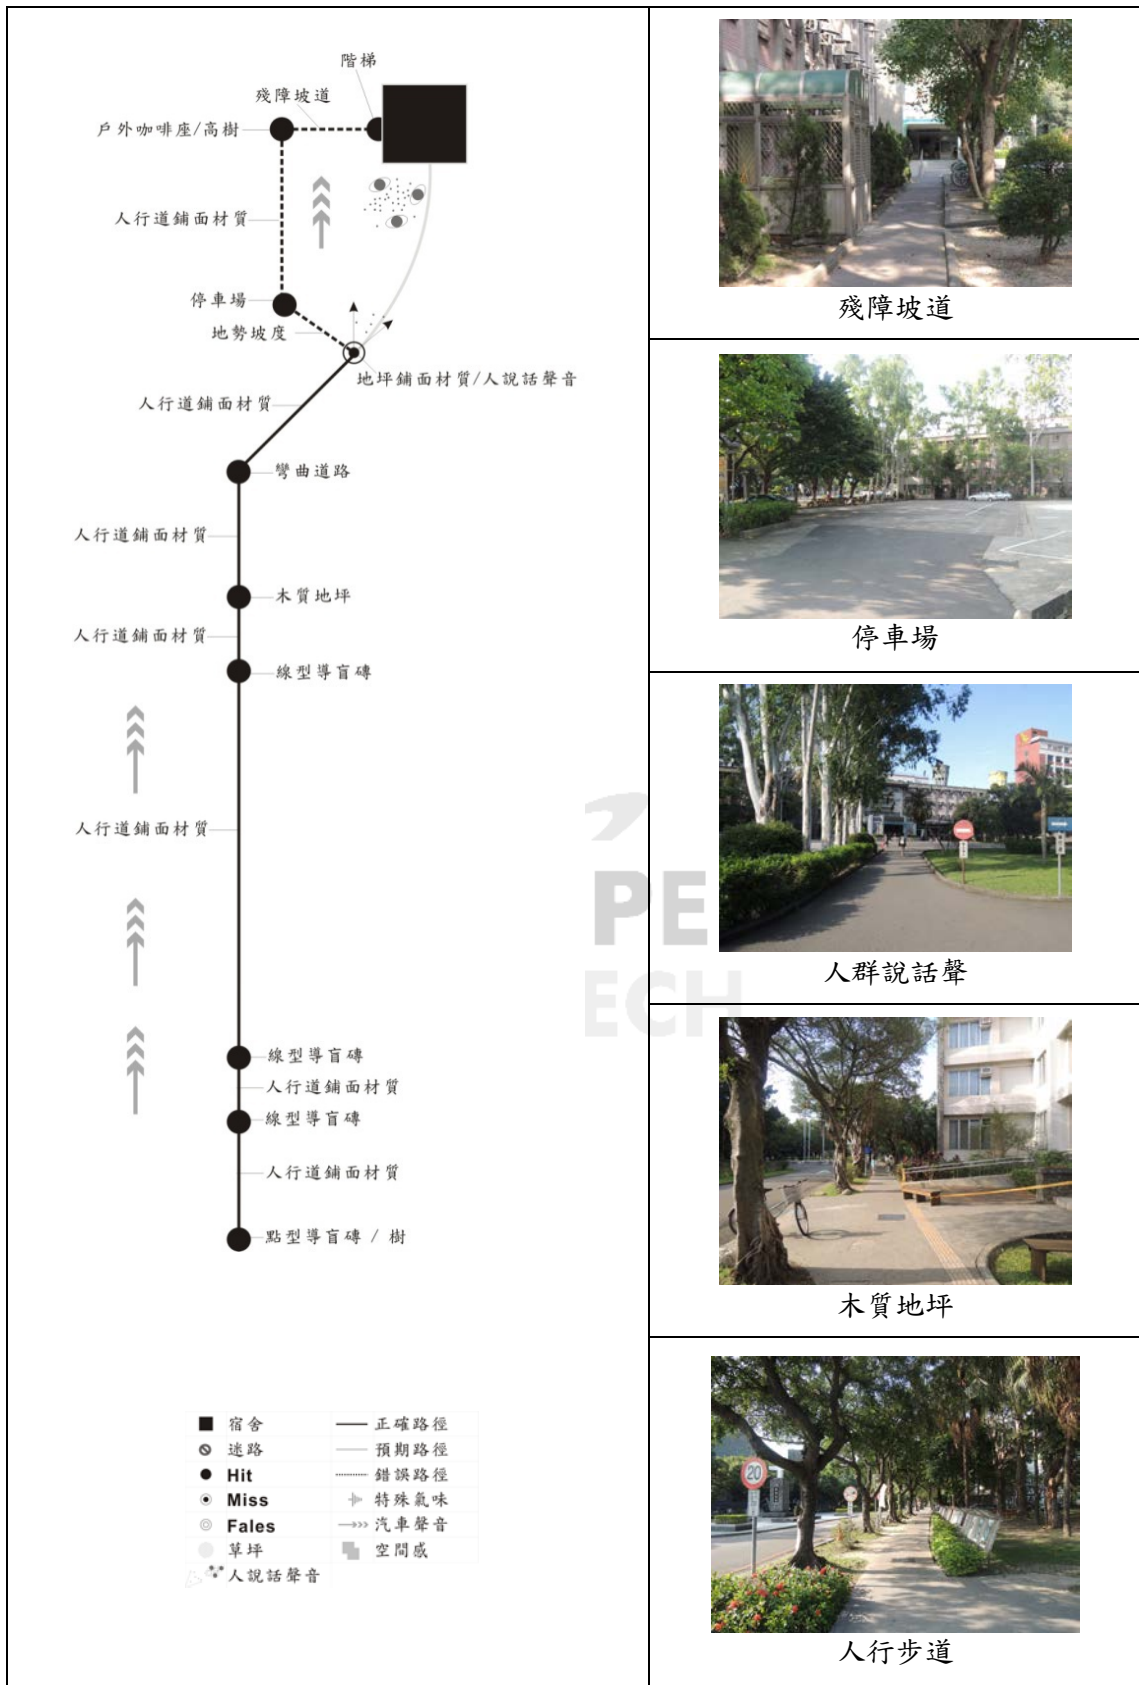 階梯
殘障坡道
戶外咖啡座/高樹
人行道鋪面材質
停車場
地勢坡度
地坪鋪面材質/人說話聲音
人行道鋪面材質
彎曲道路
人行道鋪面材質
木質地坪
人行道鋪面材質
線型導盲磚
人行道鋪面材質
線型導盲磚
人行道鋪面材質
線型導盲磚
人行道鋪面材質
點型導盲磚 / 樹
宿舍
正確路徑
迷路
預期路徑
Hit
錯誤路徑
Miss
特殊氣味
Fales
汽車聲音
草坪
空間感
人說話聲音
PE
ECH
殘障坡道
停車場
人群說話聲
木質地坪
20
人行步道